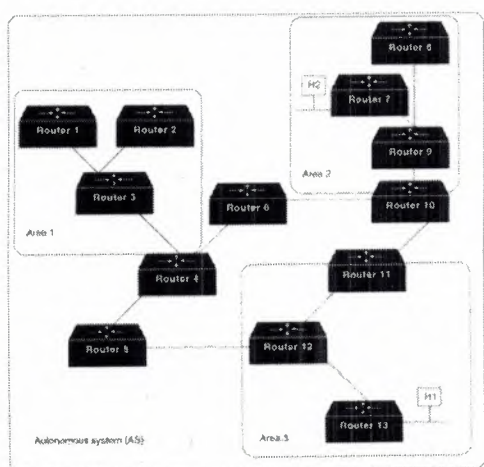 Router 8
H2
Router 7
Router 1
Router 2
Router 9
Router 3
Area 2
Router 6
Router 10
Area 1
Router 4
Router 11
Router 5
Router 12
H1
Router 13
Autonomous system (AS)
Area 3